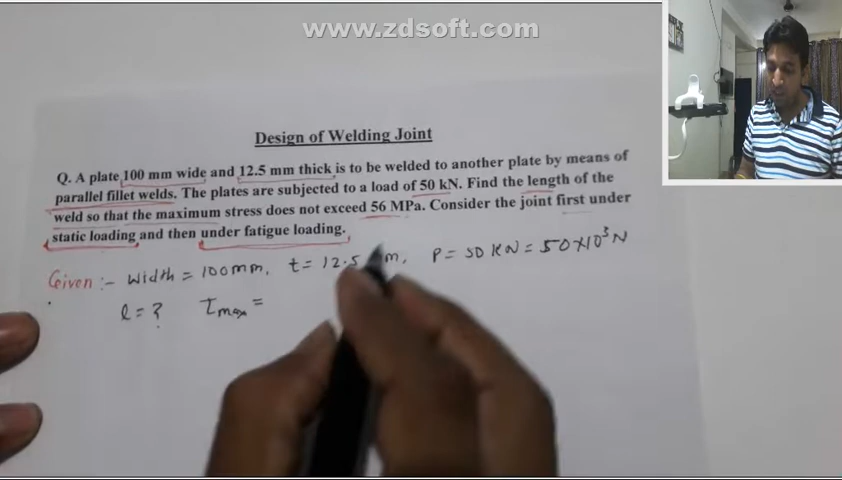 www.zdsoft.com
Design of Welding Joint
Q. A plate 100 mm wide and 12.5 mm thick is to be welded to another plate by means of
parallel fillet welds. The plates are subjected to a load of 50 kN. Find the length of the
weld so that the maximum stress does not exceed 56 MPa. Consider the joint first under
static loading and then under fatigue loading.
Given :- width = 100mm, t = 12.5 m, P = 50 KN = 50×10³ N
l = ? τmax =